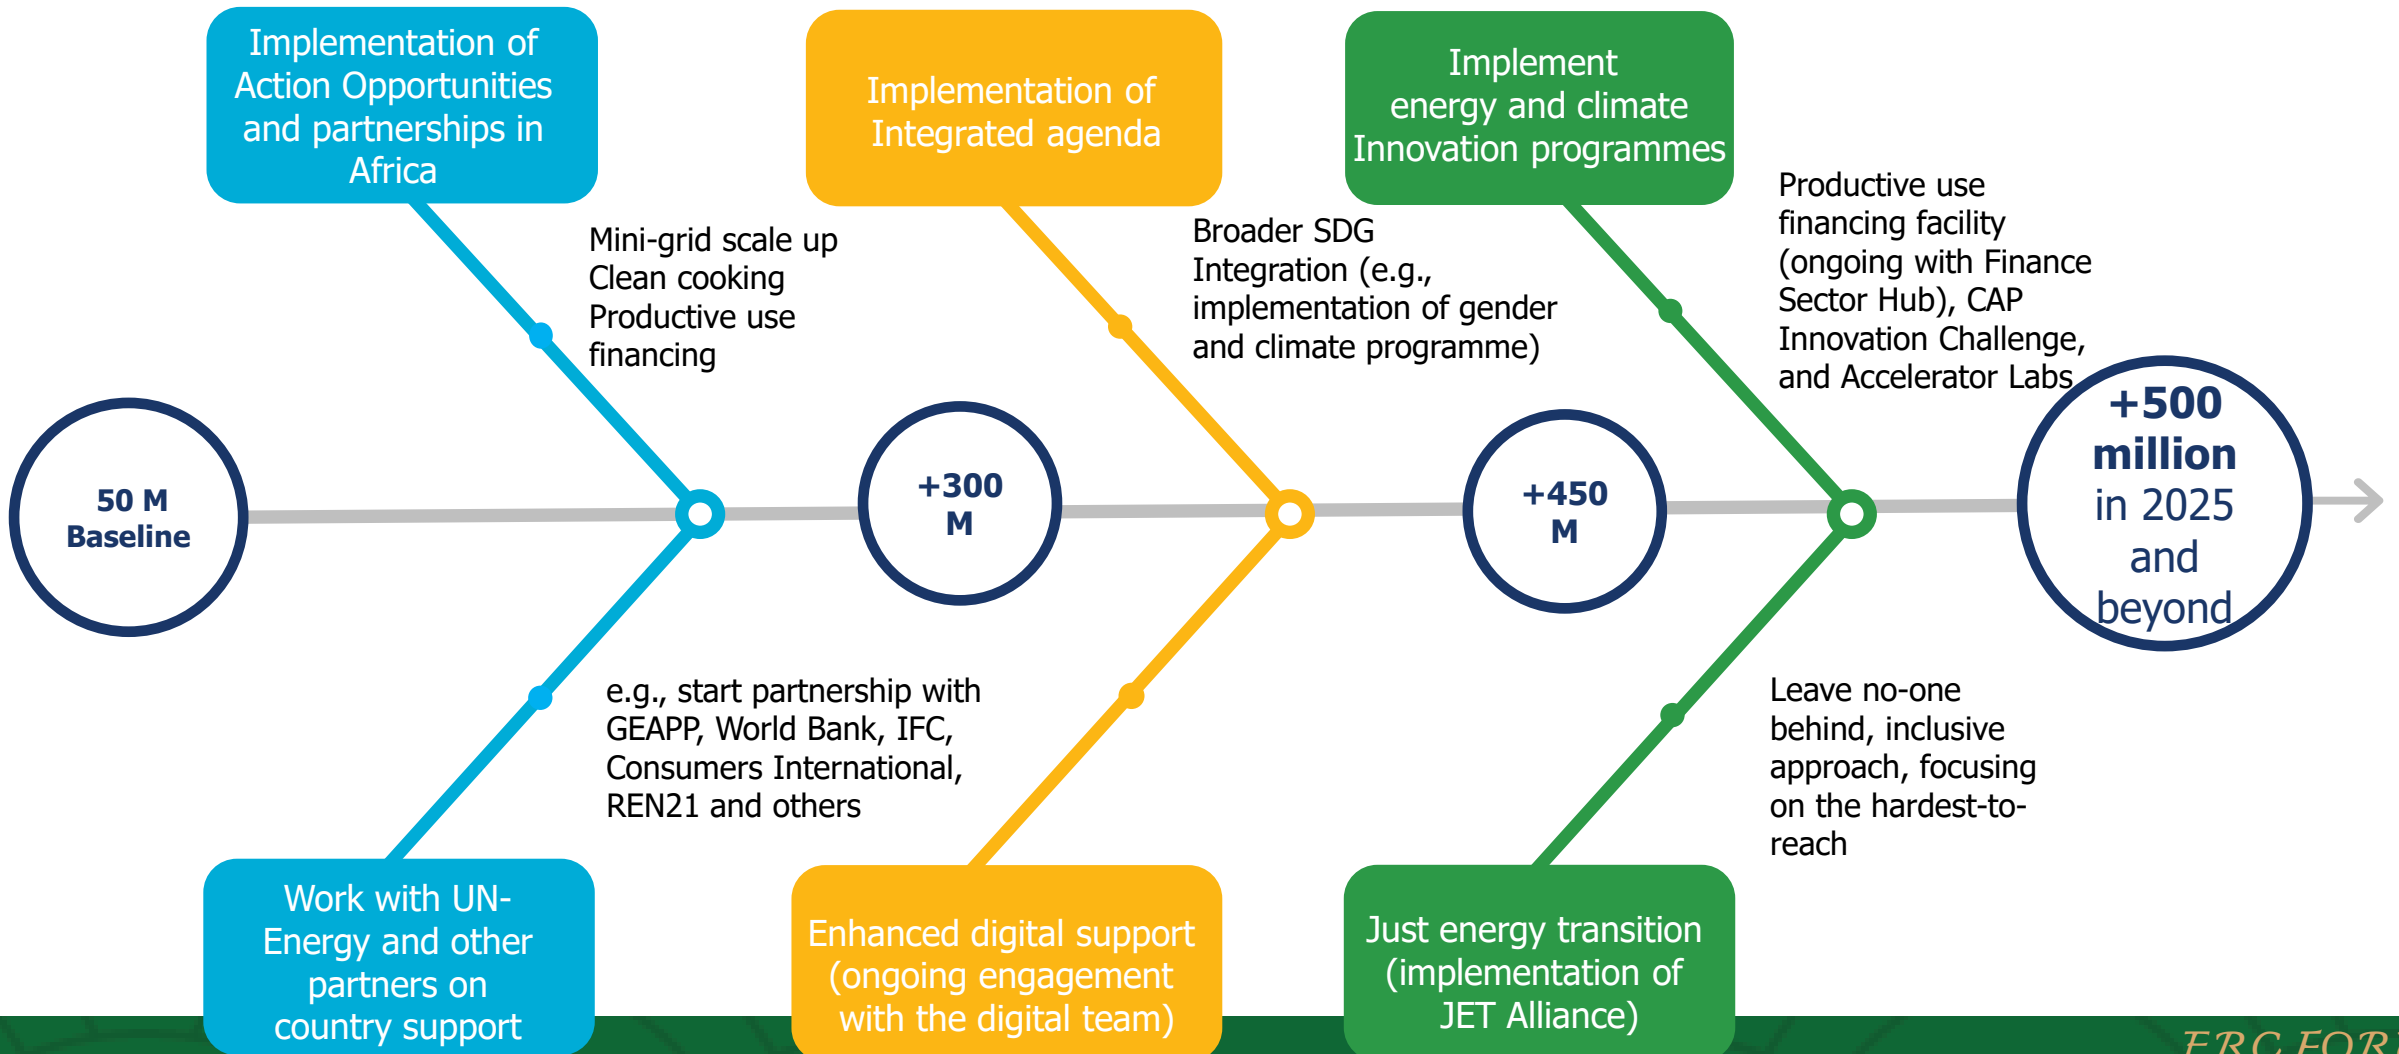 Implementation of
Action Opportunities
and partnerships in
Africa
Implementation of
Integrated agenda
Implement
energy and climate
Innovation programmes
Mini-grid scale up
Clean cooking
Productive use
financing
Broader SDG
Integration (e.g.,
implementation of gender
and climate programme)
Productive use
financing facility
(ongoing with Finance
Sector Hub), CAP
Innovation Challenge,
and Accelerator Labs
50 M
Baseline
+300
M
+450
M
+500
million
in 2025
and
beyond
e.g., start partnership with
GEAPP, World Bank, IFC,
Consumers International,
REN21 and others
Leave no-one
behind, inclusive
approach, focusing
on the hardest-to-
reach
Work with UN-
Energy and other
partners on
country support
Enhanced digital support
(ongoing engagement
with the digital team)
Just energy transition
(implementation of
JET Alliance)